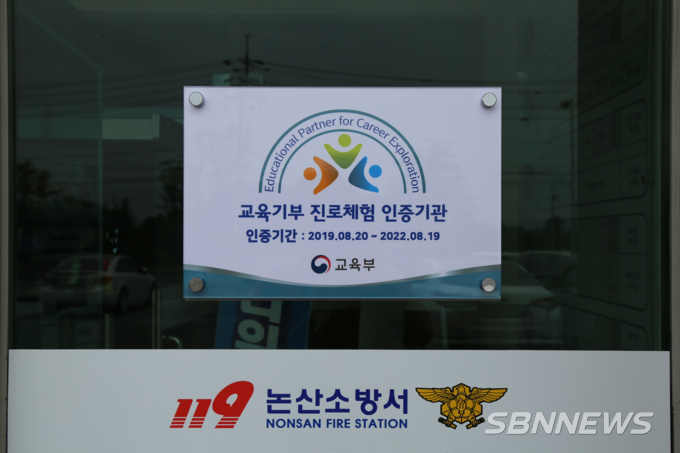 Educational Partner for Career Exploration
교육기부 진로체험 인증기관
인증기간 : 2019.08.20 ~ 2022.08.19
교육부
119 논산소방서
NONSAN FIRE STATION
SBNNEWS